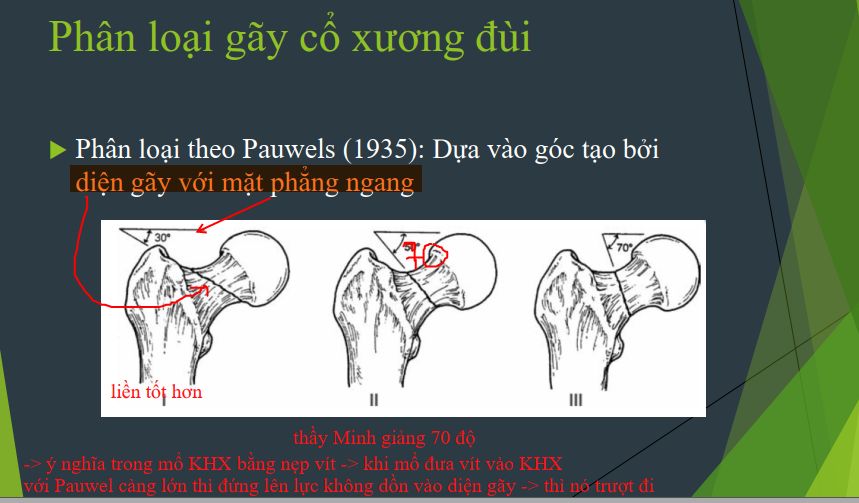 Phân loại gãy cổ xương đùi
Phân loại theo Pauwels (1935): Dựa vào góc tạo bởi
diện gãy với mặt phẳng ngang
30°
50°
70
70°
liền tốt hơn
I
II
III
thầy Minh giảng 70 độ
-> ý nghĩa trong mổ KHX bằng nẹp vít -> khi mổ đưa vít vào KHX
với Pauwel càng lớn thì đứng lên lực không dồn vào diện gãy -> thì nó trượt đi